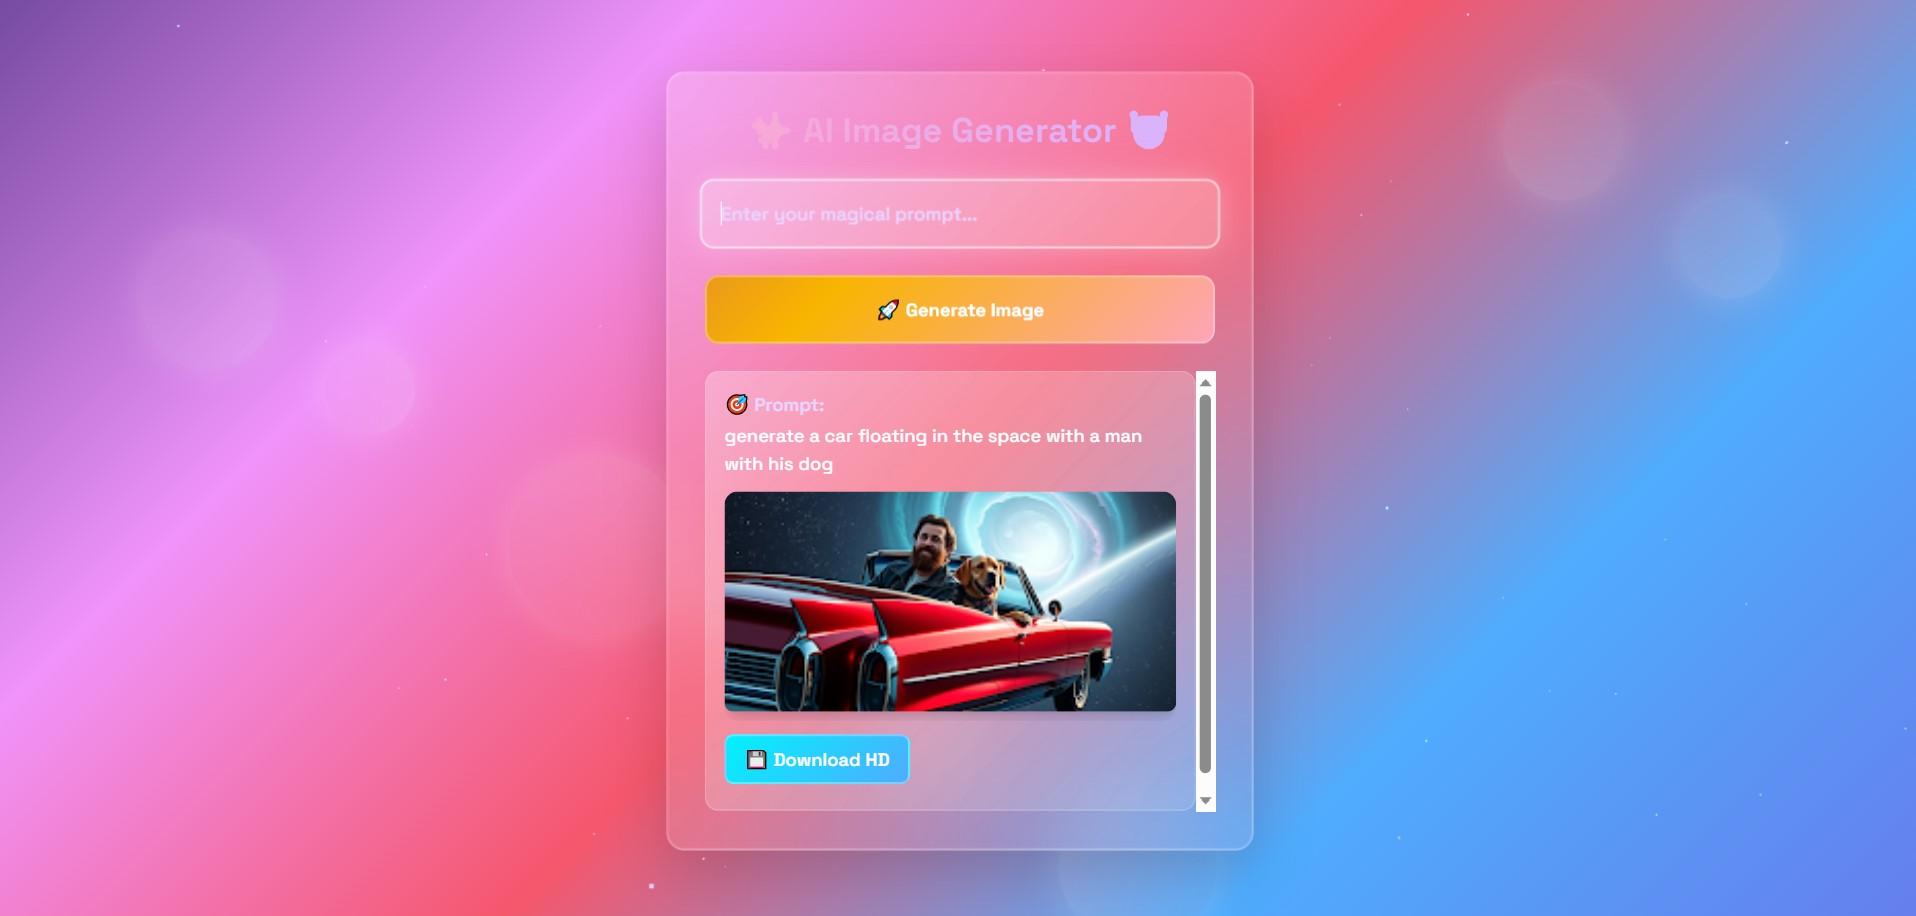 AI Image Generator
Enter your magical prompt...
🚀 Generate Image
🎯 Prompt:
generate a car floating in the space with a man
with his dog
💾 Download HD